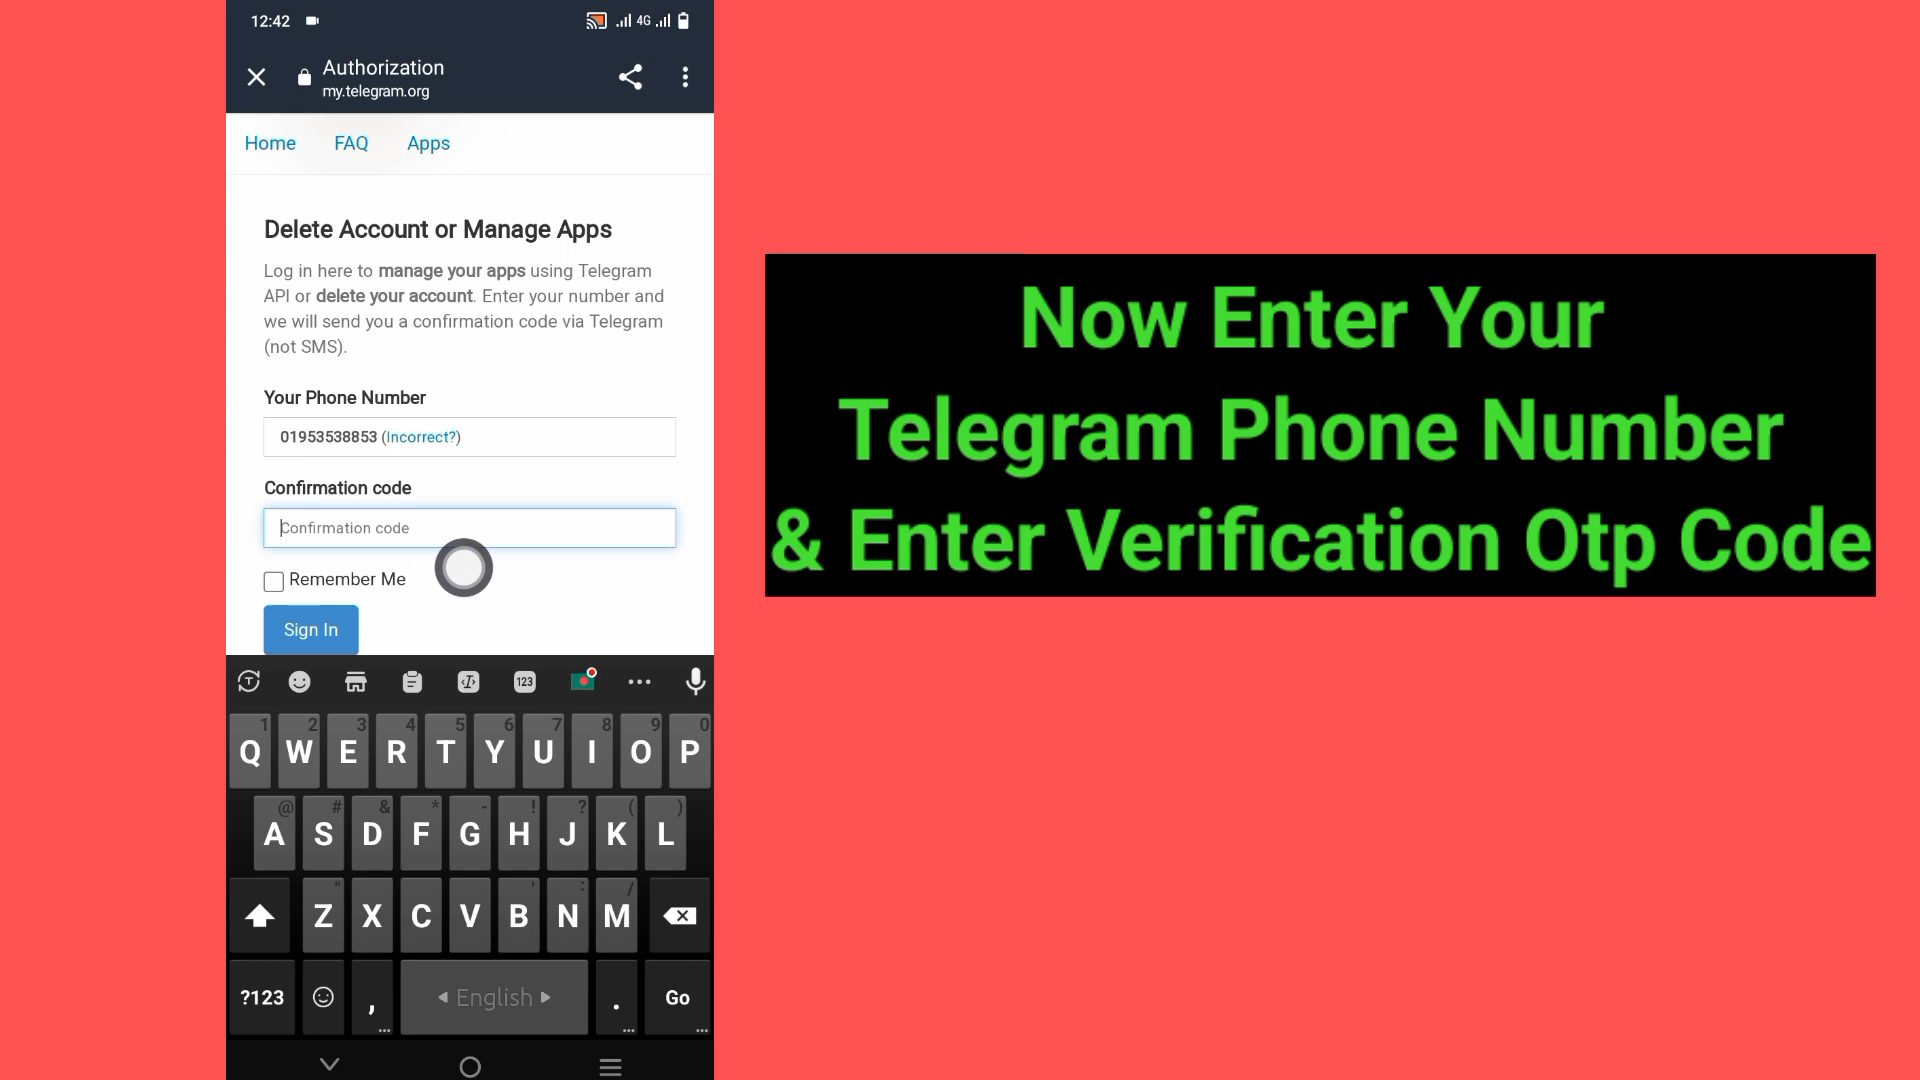 12:42
4G
Authorization
my.telegram.org
Home FAQ Apps
Delete Account or Manage Apps
Log in here to manage your apps using Telegram
API or delete your account. Enter your number and
we will send you a confirmation code via Telegram
(not SMS).
Your Phone Number
01953538853 (Incorrect?)
Confirmation code
Confirmation code
Remember Me
Sign In
123
1 2 3 4 5 6 7 8 9 0
Q W E R T Y U I O P
@ # & * - ! ? ( )
A S D F G H J K L
" ' : /
Z X C V B N M
?123 , English . Go
Now Enter Your
Telegram Phone Number
& Enter Verification Otp Code